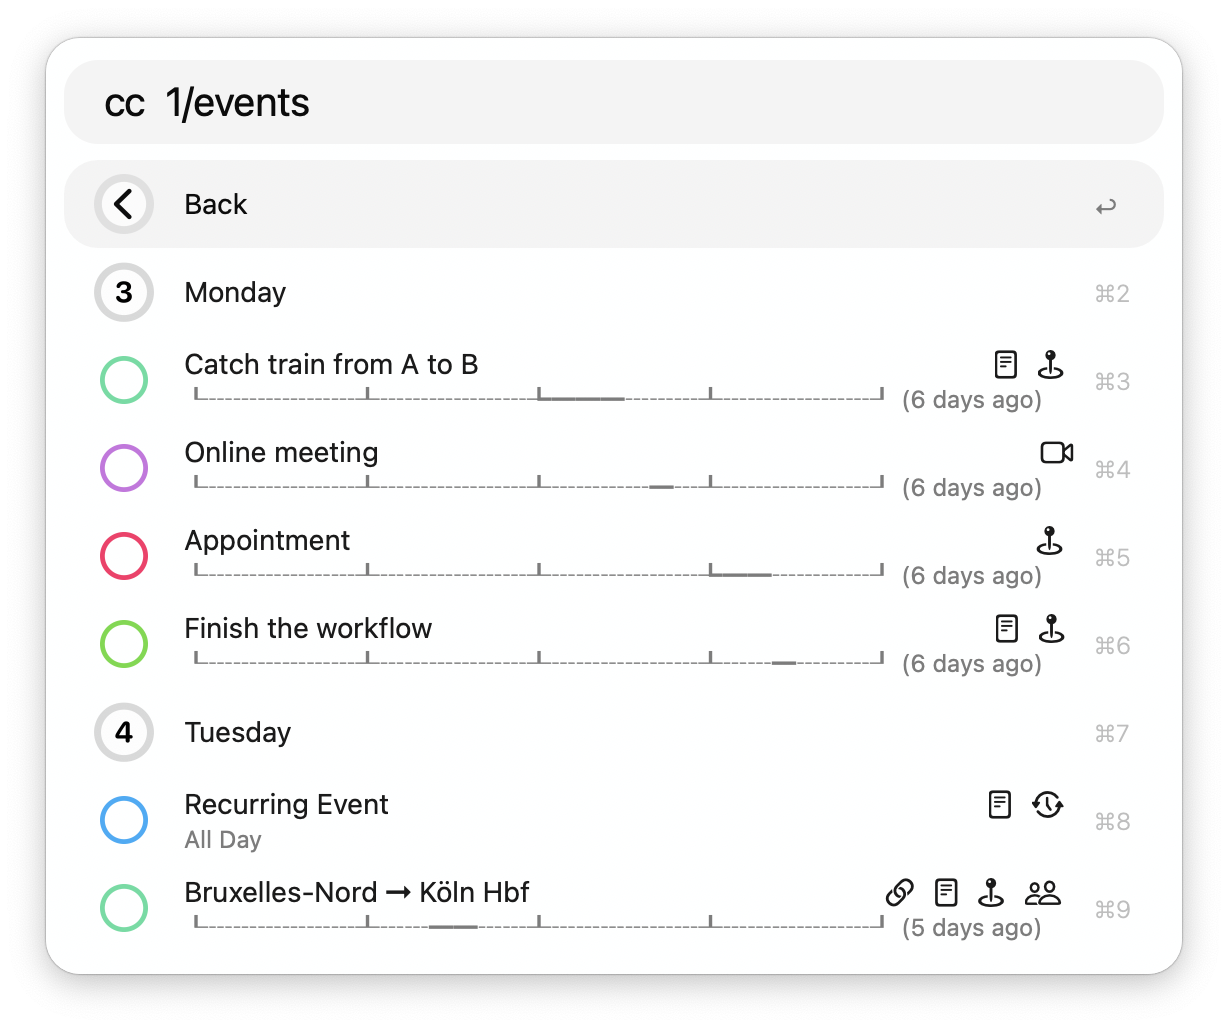 cc 1/events
Back ↩
3 Monday ⌘2
Catch train from A to B
(6 days ago) ⌘3
Online meeting
(6 days ago) ⌘4
Appointment
(6 days ago) ⌘5
Finish the workflow
(6 days ago) ⌘6
4 Tuesday ⌘7
Recurring Event
All Day ⌘8
Bruxelles-Nord → Köln Hbf
(5 days ago) ⌘9